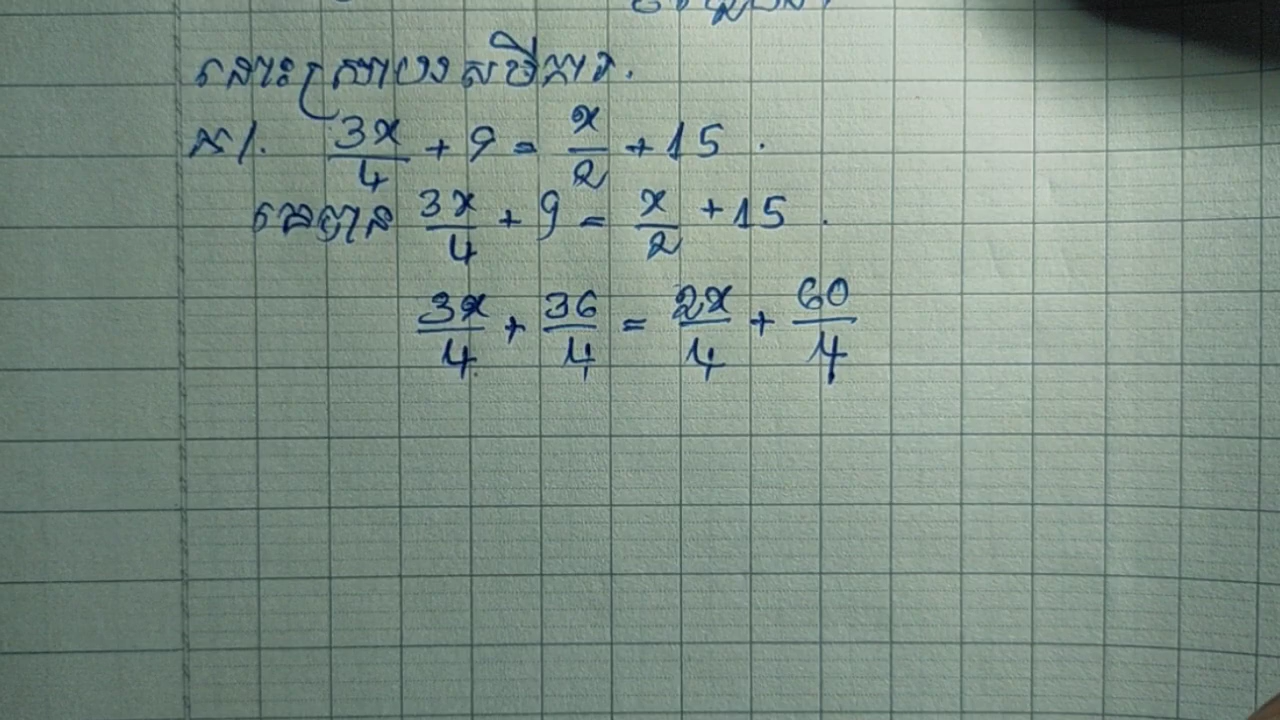 ដោះស្រាយសមីការ.
ក/. 3x/4 + 9 = x/2 + 15 .
គេបាន 3x/4 + 9 = x/2 + 15 .
3x/4 + 36/4 = 2x/4 + 60/4